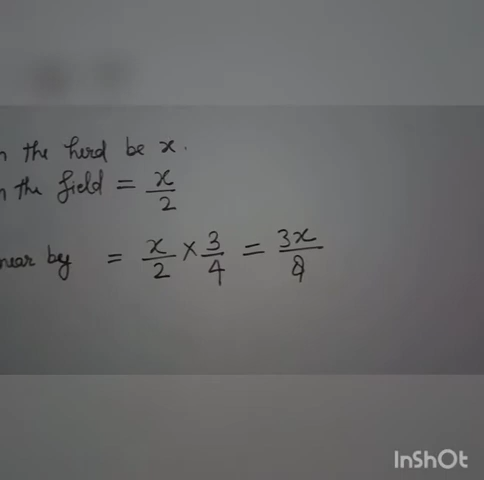 the herd be x.
the field = x/2
near by = x/2 × 3/4 = 3x/8
InShOt